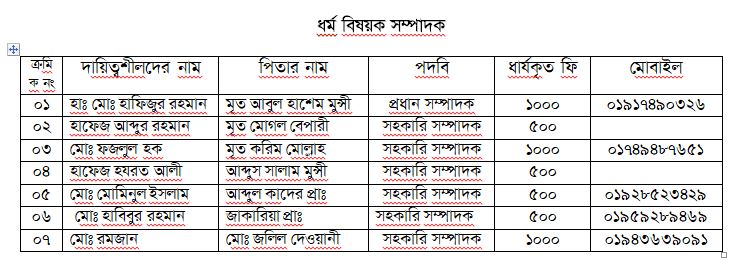 ধর্ম বিষয়ক সম্পাদক
ক্রমিক নং দায়িত্বশীলদের নাম পিতার নাম পদবি ধার্যকৃত ফি মোবাইল
০১ হাঃ মোঃ হাফিজুর রহমান মৃত আবুল হাশেম মুন্সী প্রধান সম্পাদক ১০০০ ০১৯১৭৪৯০৩২৬
০২ হাফেজ আব্দুর রহমান মৃত মোগল বেপারী সহকারি সম্পাদক ৫০০
০৩ মোঃ ফজলুল হক মৃত করিম মোল্লাহ সহকারি সম্পাদক ১০০০ ০১৭৪৯৪৮৭৬৫১
০৪ হাফেজ হযরত আলী আব্দুস সালাম মুন্সী সহকারি সম্পাদক ৫০০
০৫ মোঃ মোমিনুল ইসলাম আব্দুল কাদের প্রাঃ সহকারি সম্পাদক ৫০০ ০১৯২৮৫২৩৪২৯
০৬ মোঃ হাবিবুর রহমান জাকারিয়া প্রাঃ সহকারি সম্পাদক ৫০০ ০১৯৫৯২৮৯৪৬৯
০৭ মোঃ রমজান মোঃ জলিল দেওয়ানী সহকারি সম্পাদক ১০০০ ০১৯৪৩৬৩৯০৯১